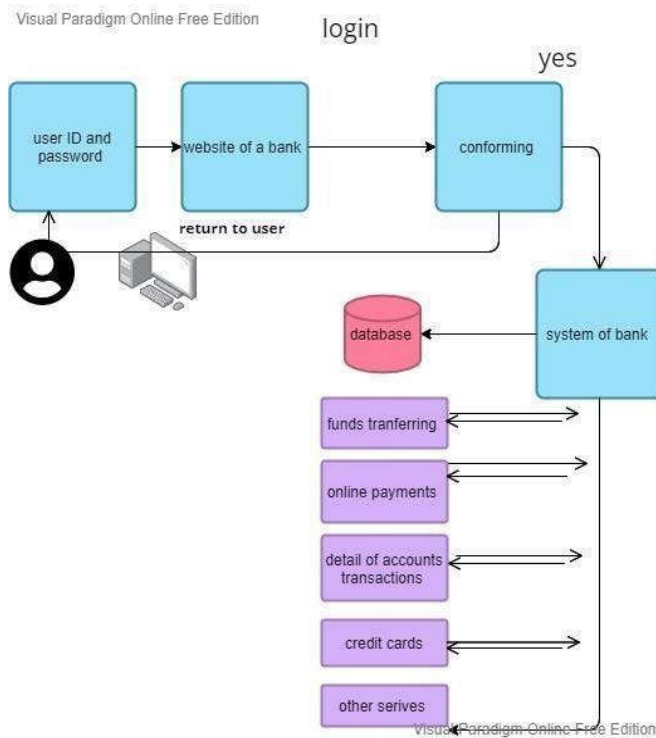 Visual Paradigm Online Free Edition
login
yes
user ID and
password
website of a bank
conforming
return to user
database
system of bank
funds tranferring
online payments
detail of accounts
transactions
credit cards
other serives
Visual Paradigm Online Free Edition